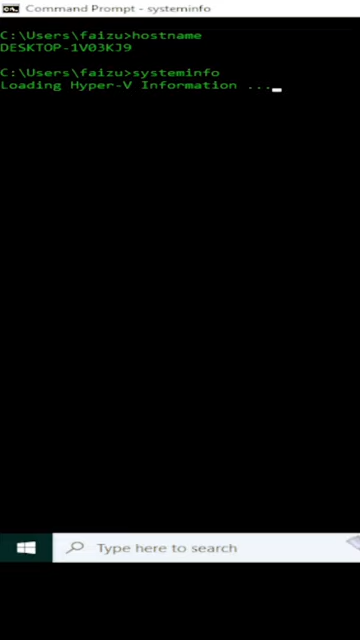 Command Prompt - systeminfo
C:\Users\faizu>hostname
DESKTOP-1V03KJ9
C:\Users\faizu>systeminfo
Loading Hyper-V Information ...
Type here to search